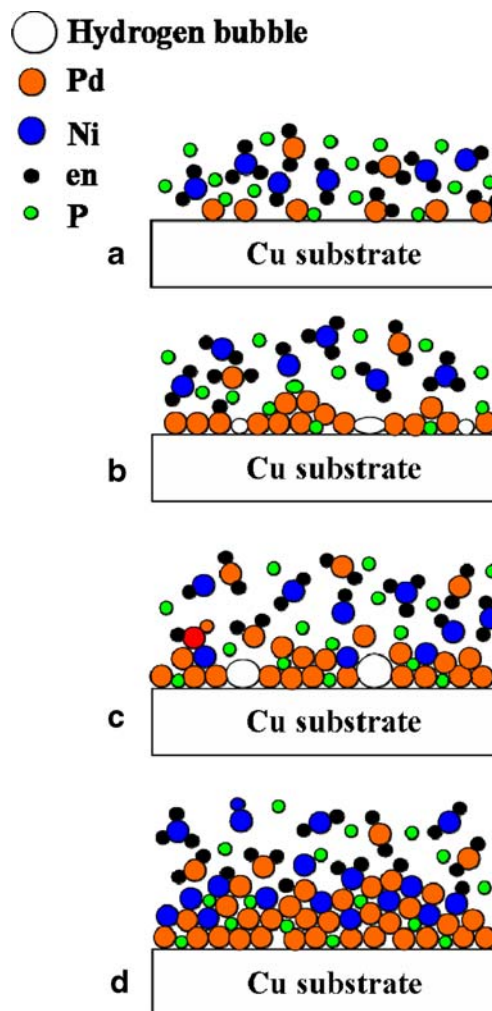 Hydrogen bubble
Pd
Ni
en
P
a
Cu substrate
b
Cu substrate
c
Cu substrate
d
Cu substrate